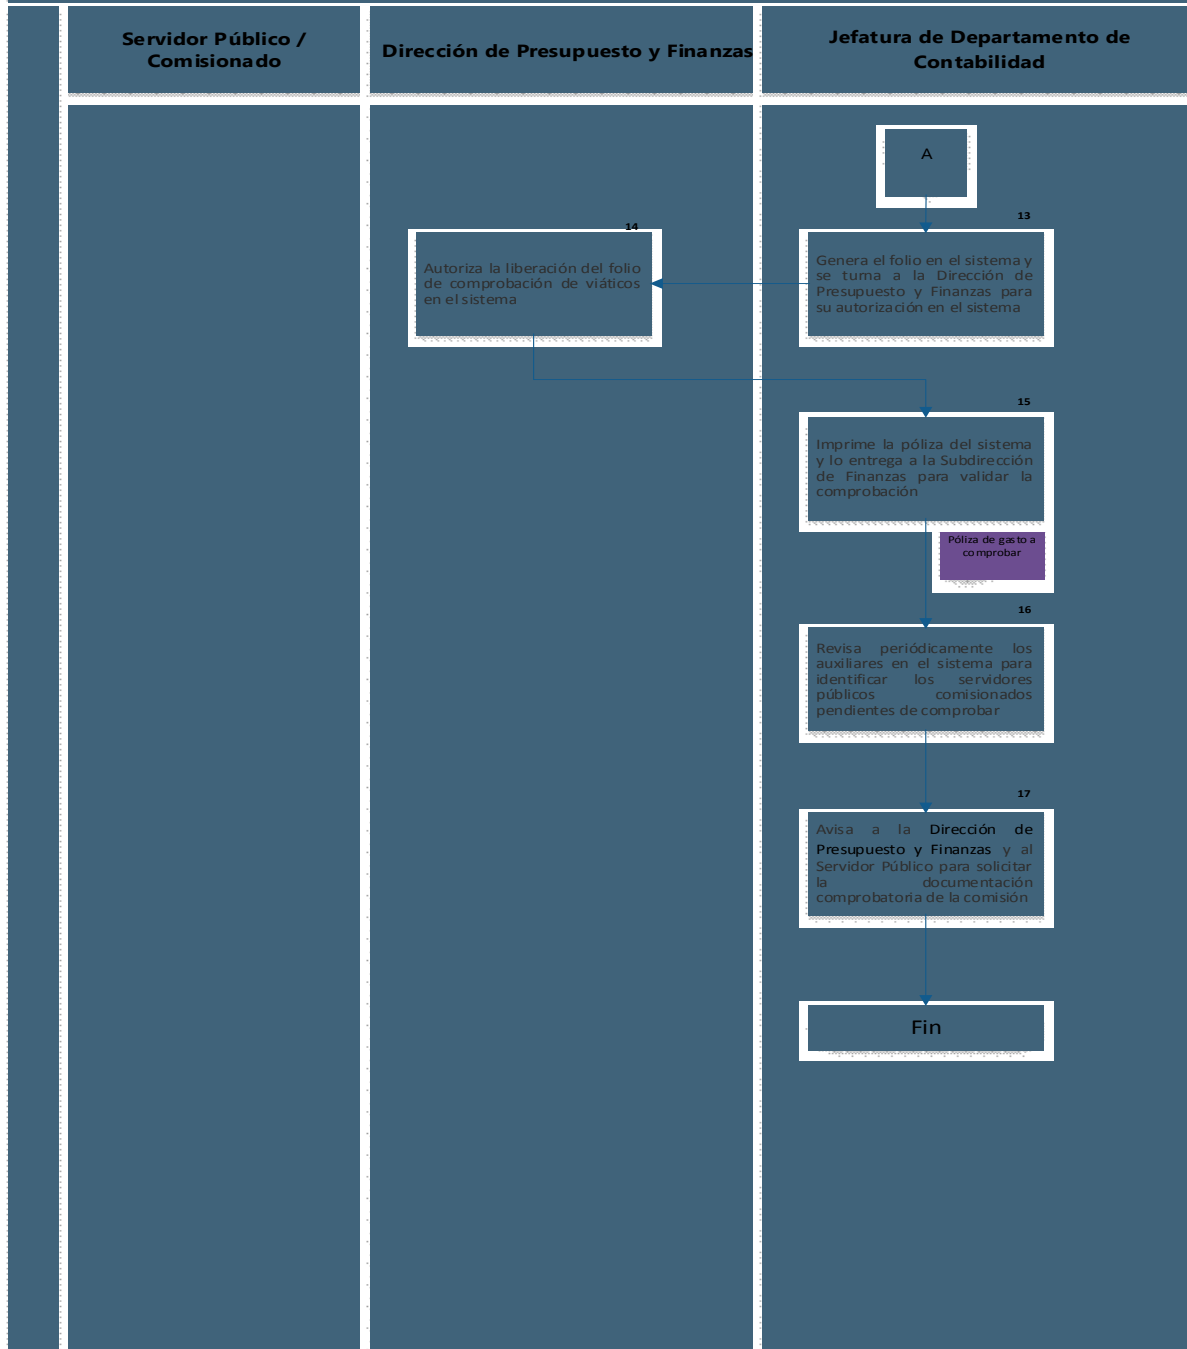 Servidor Público /
Comisionado
Dirección de Presupuesto y Finanzas
Jefatura de Departamento de
Contabilidad
A
13
Genera el folio en el sistema y
se turna a la Dirección de
Presupuesto y Finanzas para
su autorización en el sistema
14
Autoriza la liberación del folio
de comprobación de viáticos
en el sistema
15
Imprime la póliza del sistema
y lo entrega a la Subdirección
de Finanzas para validar la
comprobación
Póliza de gasto a
comprobar
16
Revisa periódicamente los
auxiliares en el sistema para
identificar los servidores
públicos comisionados
pendientes de comprobar
17
Avisa a la Dirección de
Presupuesto y Finanzas y al
Servidor Público para solicitar
la documentación
comprobatoria de la comisión
Fin